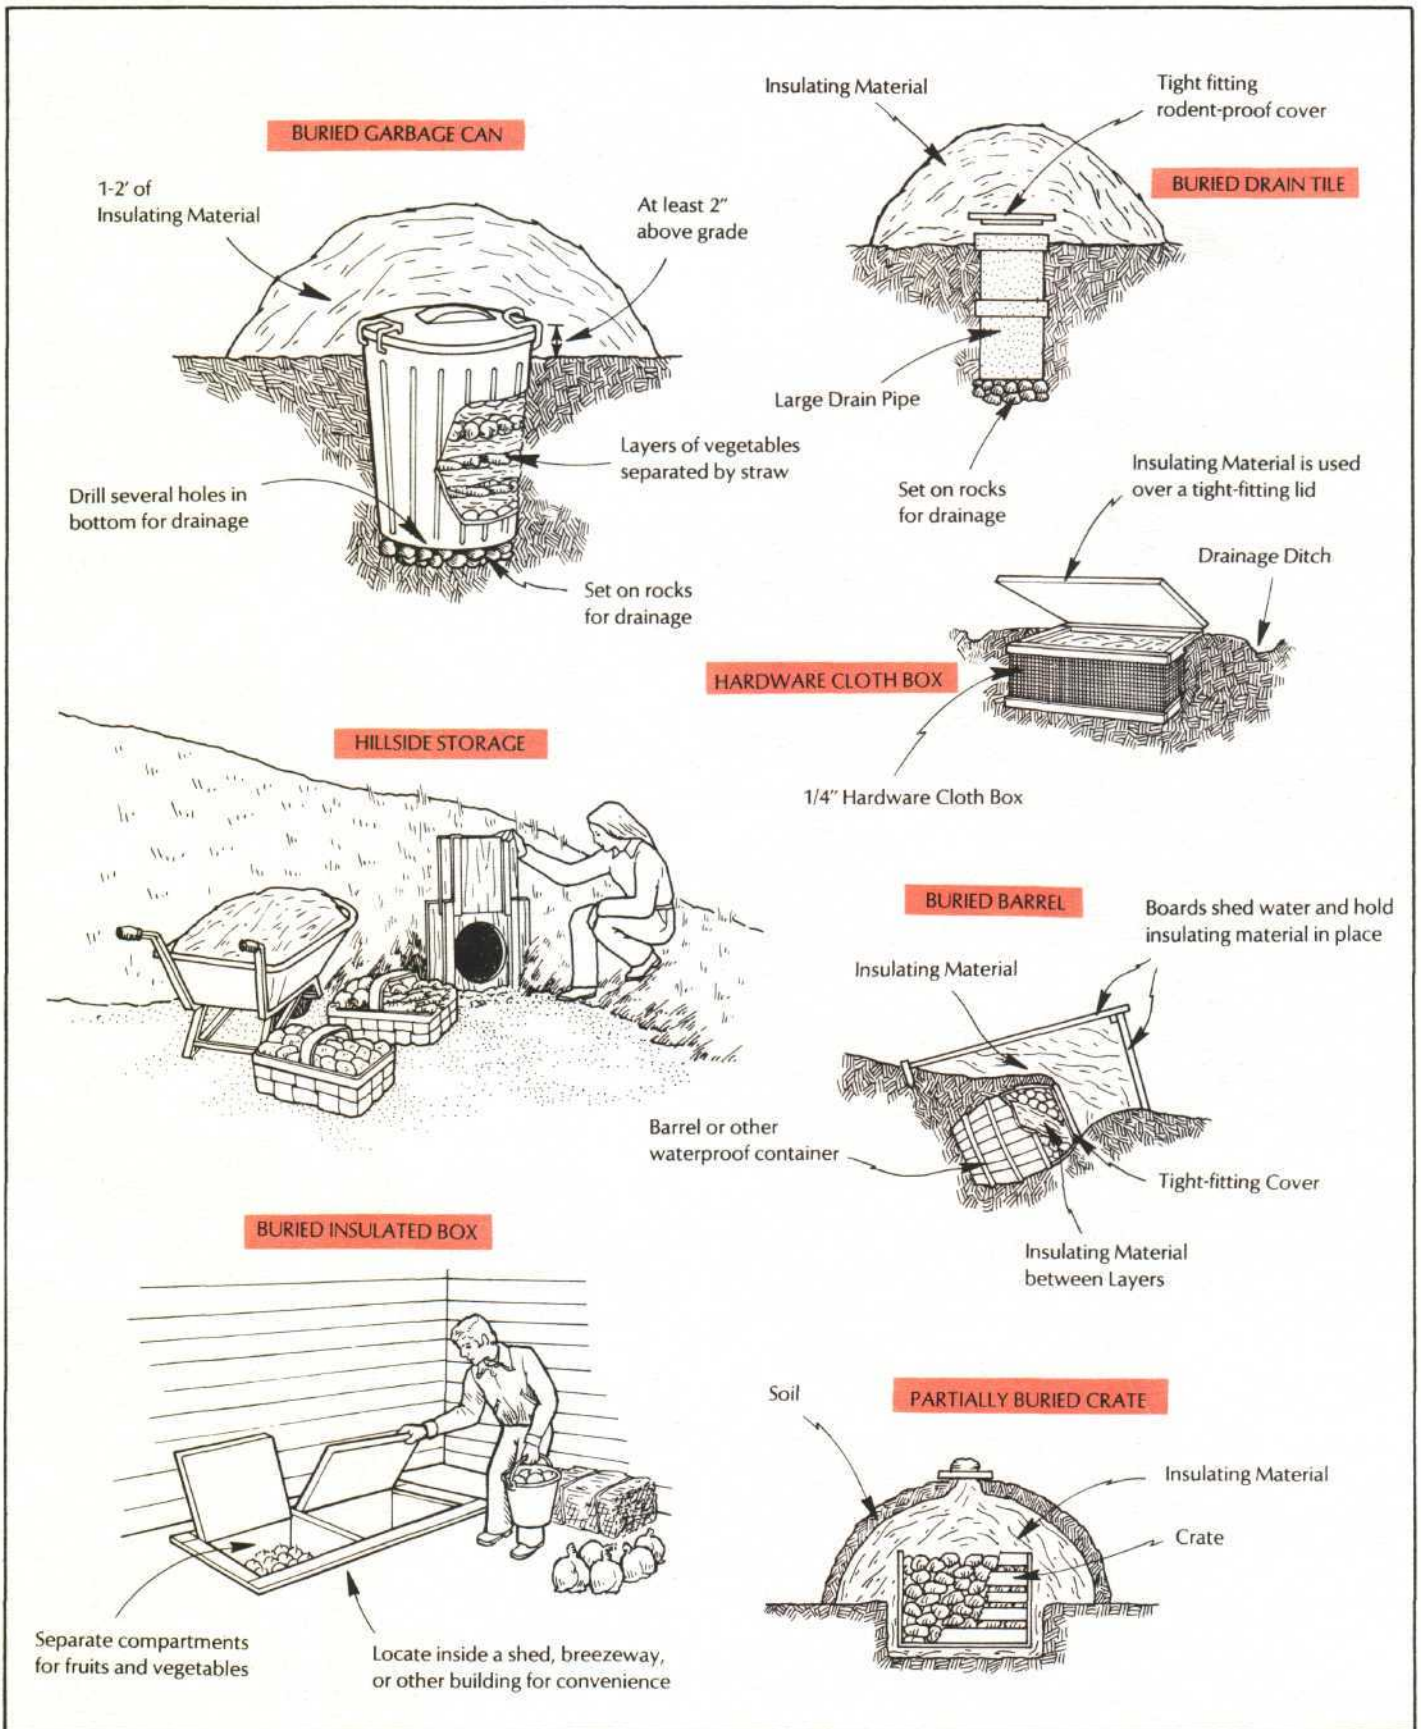 BURIED GARBAGE CAN
1-2' of
Insulating Material
At least 2"
above grade
Layers of vegetables
separated by straw
Drill several holes in
bottom for drainage
Set on rocks
for drainage
Insulating Material
Tight fitting
rodent-proof cover
BURIED DRAIN TILE
Large Drain Pipe
Set on rocks
for drainage
Insulating Material is used
over a tight-fitting lid
Drainage Ditch
HARDWARE CLOTH BOX
1/4" Hardware Cloth Box
HILLSIDE STORAGE
BURIED BARREL
Boards shed water and hold
insulating material in place
Insulating Material
Barrel or other
waterproof container
Tight-fitting Cover
Insulating Material
between Layers
BURIED INSULATED BOX
Separate compartments
for fruits and vegetables
Locate inside a shed, breezeway,
or other building for convenience
Soil
PARTIALLY BURIED CRATE
Insulating Material
Crate